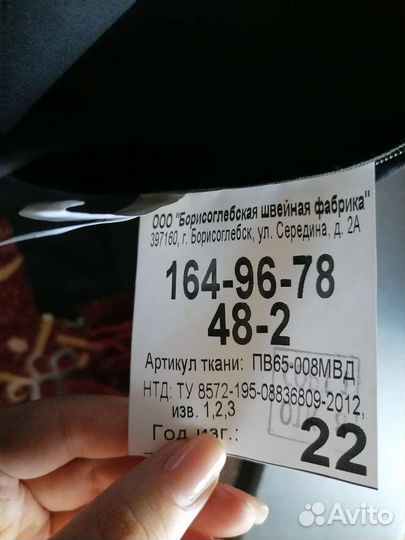 ООО "Борисоглебская швейная фабрика"
397160, г. Борисоглебск, ул. Середина, д. 2А
164-96-78
48-2
Артикул ткани: ПВ65-008МВД
НТД: ТУ 8572-195-08836809-2012,
изв. 1,2,3
Год изг.: 22
Avito